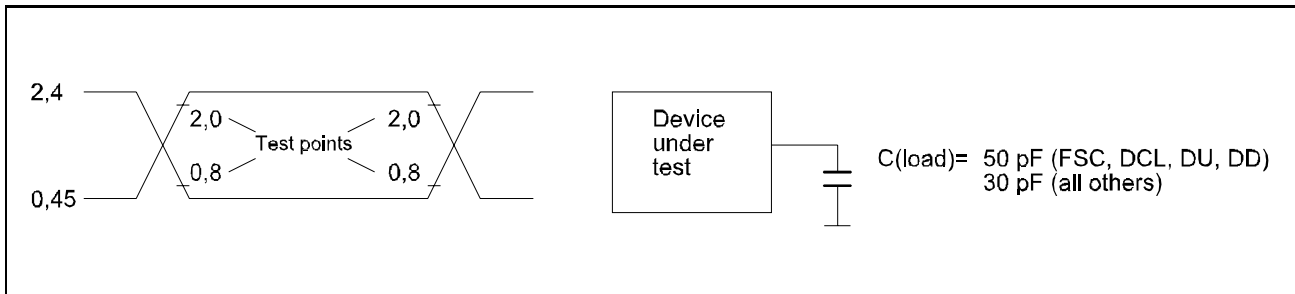 2,4
2,0
2,0
Test points
0,8
0,8
0,45
Device
under
test
C(load)= 50 pF (FSC, DCL, DU, DD)
30 pF (all others)